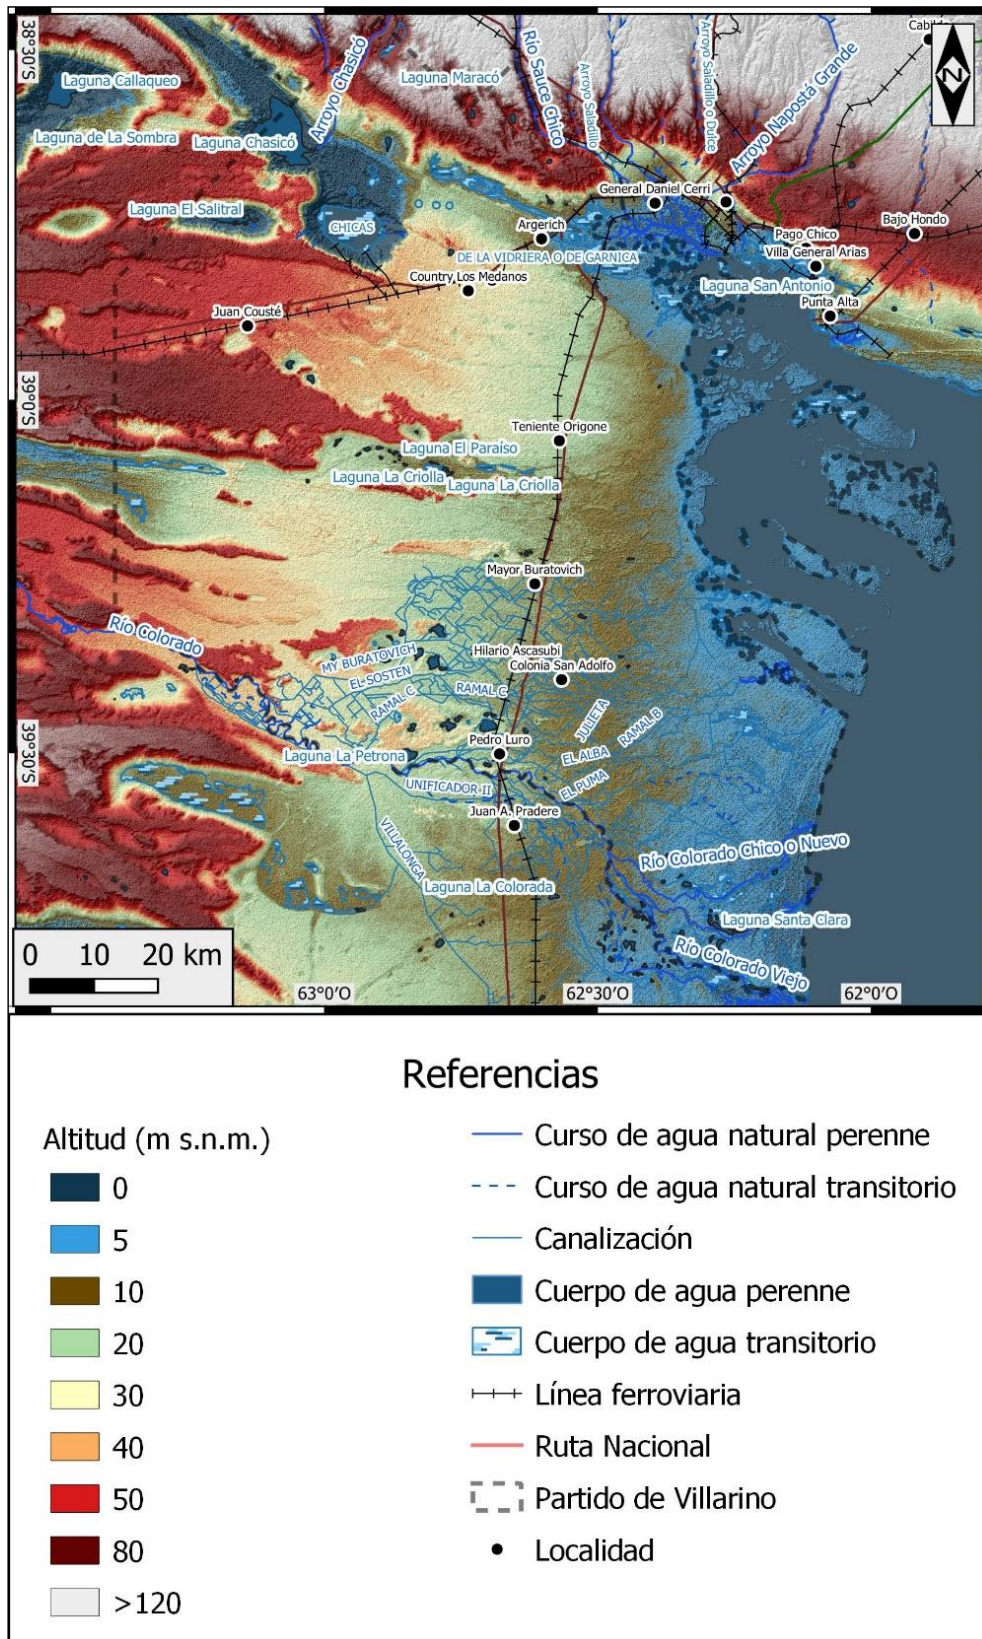 38°30'S
39°0'S
39°30'S
Laguna Callaqueo
Laguna de La Sombra
Laguna Chasicó
Arroyo Chasicó
Laguna Maracó
Río Sauce Chico
Arroyo Saladillo
Arroyo Saladillo o Dulce
Arroyo Naposta Grande
N
General Daniel Cerri
Laguna El Salitral
CHICAS
Argerich
Pago Chico
Bajo Hondo
DE LA VIDRIERA O DE GARNICA
Villa General Arias
Country Los Medanos
Laguna San Antonio
Juan Cousté
Punta Alta
Teniente Origone
Laguna El Paraíso
Laguna La Criolla
Laguna La Criolla
Mayor Buratovich
Río Colorado
MY BURATOVICH
Hilario Ascasubi
EL SOSTEN
Colonia San Adolfo
RAMAL C
RAMAL C
JULIETA
RAMAL B
Pedro Luro
Laguna La Petrona
EL ALBA
UNIFICADOR II
EL PUMA
Juan A. Pradere
VILLALONGA
Río Colorado Chico o Nuevo
Laguna La Colorada
Laguna Santa Clara
Río Colorado Viejo
0 10 20 km
63°0'O
62°30'O
62°0'O
Referencias
Altitud (m s.n.m.)
0
5
10
20
30
40
50
80
>120
Curso de agua natural perenne
Curso de agua natural transitorio
Canalización
Cuerpo de agua perenne
Cuerpo de agua transitorio
Línea ferroviaria
Ruta Nacional
Partido de Villarino
Localidad